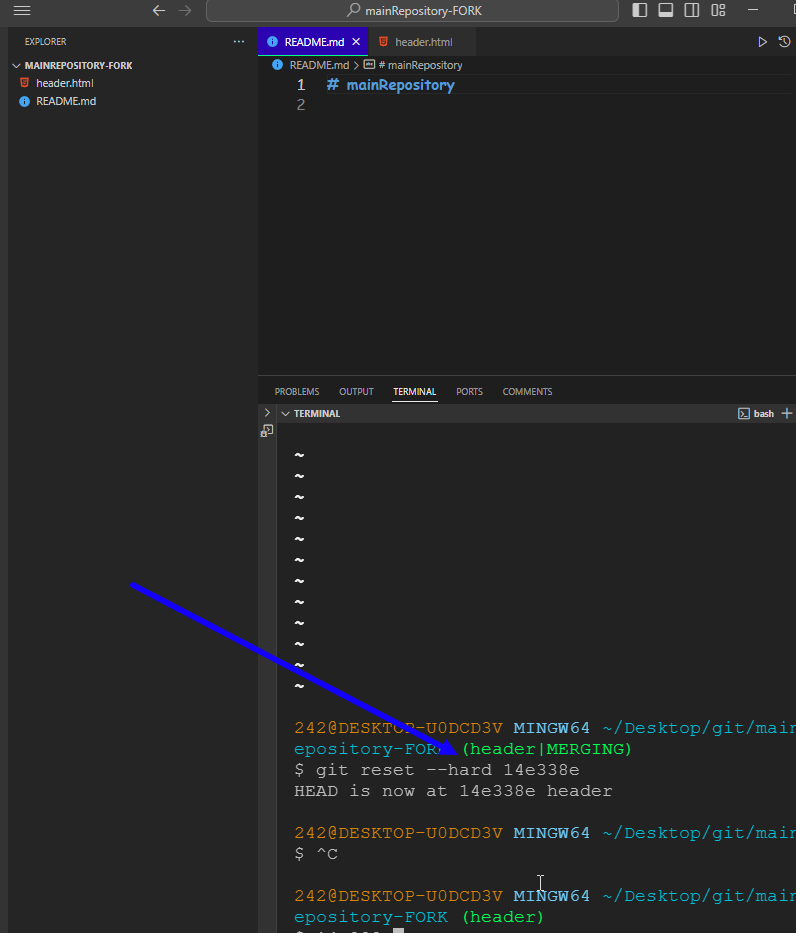 mainRepository-FORK
EXPLORER ...
MAINREPOSITORY-FORK
header.html
README.md
README.md header.html
README.md > # mainRepository
1 # mainRepository
2
PROBLEMS OUTPUT TERMINAL PORTS COMMENTS
TERMINAL bash
~
~
~
~
~
~
~
~
~
~
~
~
242@DESKTOP-U0DCD3V MINGW64 ~/Desktop/git/main
epository-FORK (header|MERGING)
$ git reset --hard 14e338e
HEAD is now at 14e338e header
242@DESKTOP-U0DCD3V MINGW64 ~/Desktop/git/main
$ ^C
242@DESKTOP-U0DCD3V MINGW64 ~/Desktop/git/main
epository-FORK (header)
$